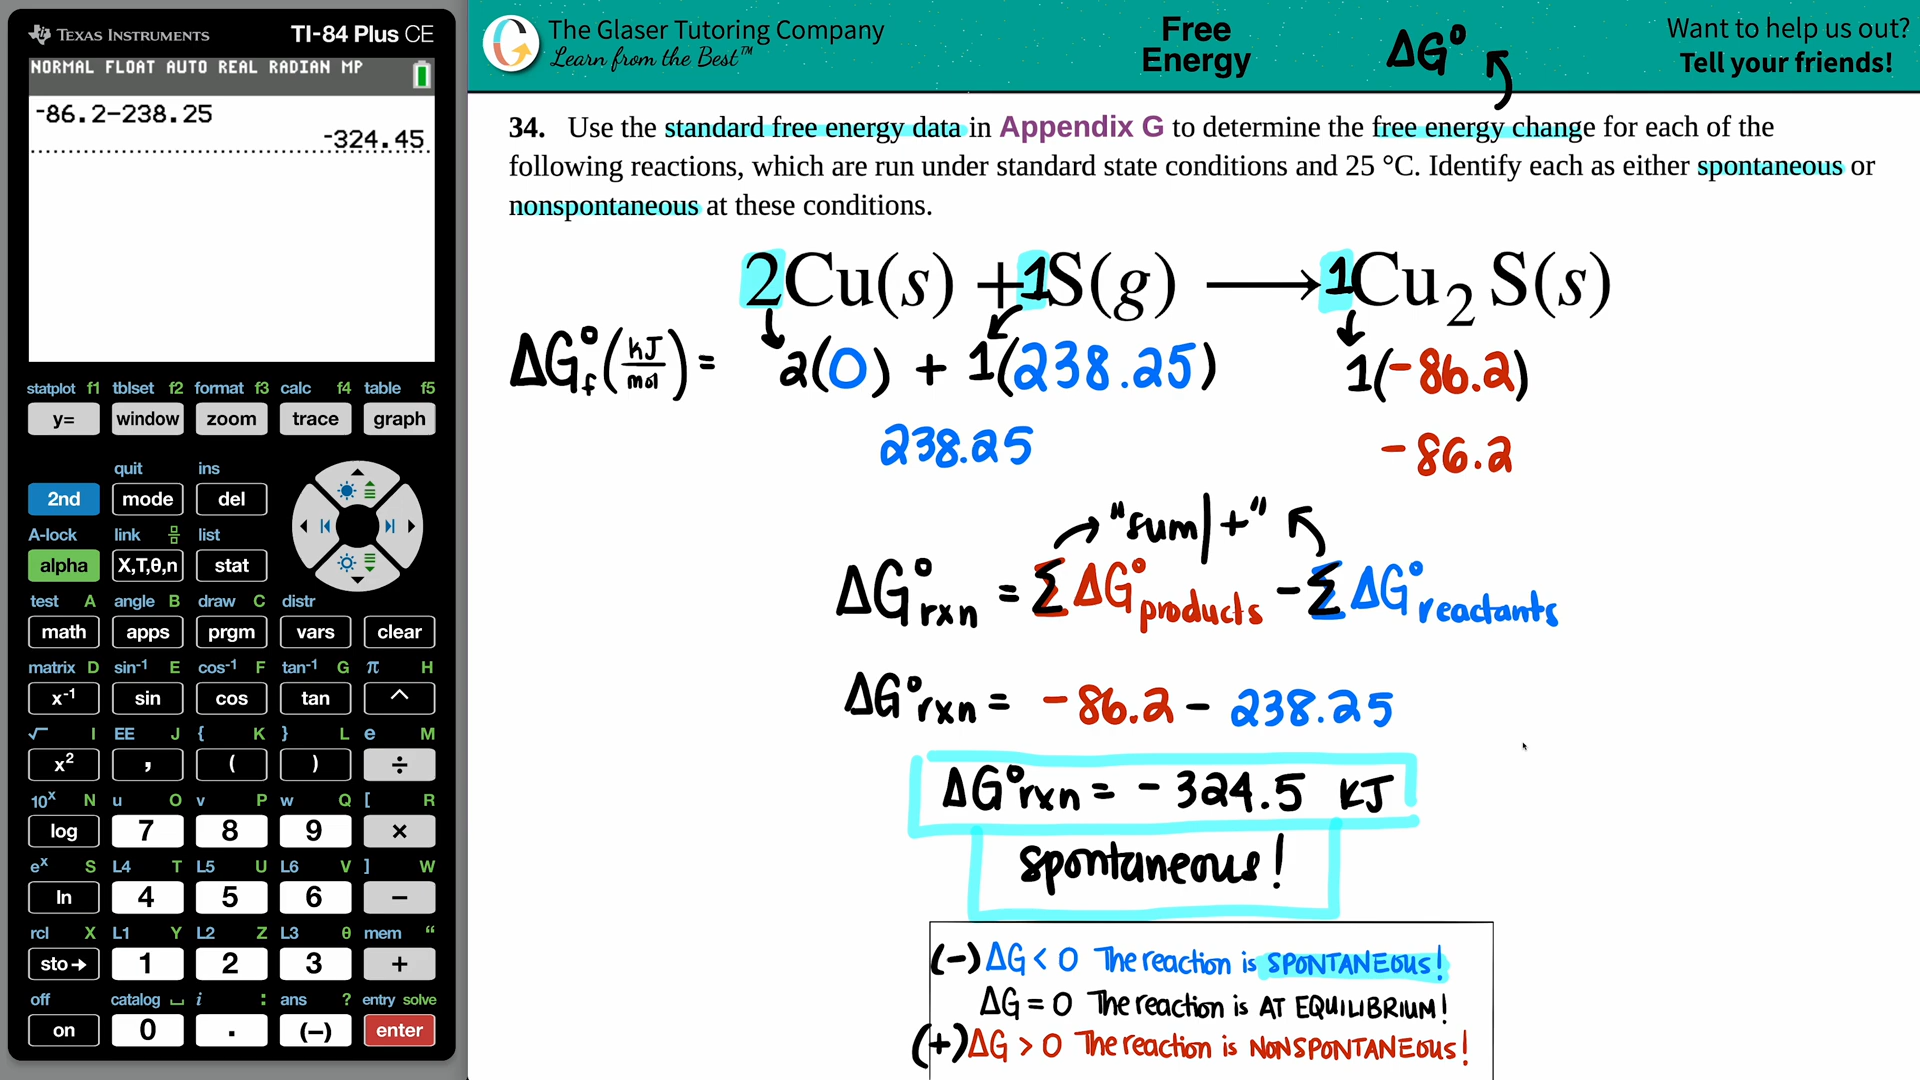 TEXAS INSTRUMENTS TI-84 Plus CE
NORMAL FLOAT AUTO REAL RADIAN MP
-86.2-238.25
-324.45
statplot f1 tblset f2 format f3 calc f4 table f5
y= window zoom trace graph
quit ins
2nd mode del
A-lock link list
alpha X,T,θ,n stat
test A angle B draw C distr
math apps prgm vars clear
matrix D sin⁻¹ E cos⁻¹ F tan⁻¹ G π H
x⁻¹ sin cos tan ^
√ I EE J { K } L e M
x² , ( ) ÷
10ˣ N u O v P w Q [ R
log 7 8 9 ×
eˣ S L4 T L5 U L6 V ] W
ln 4 5 6 −
rcl X L1 Y L2 Z L3 θ mem “
sto→ 1 2 3 +
off catalog ⎵ i : ans ? entry solve
on 0 . (−) enter
The Glaser Tutoring Company
Learn from the Best™
Free
Energy
ΔG°
Want to help us out?
Tell your friends!
34. Use the standard free energy data in Appendix G to determine the free energy change for each of the
following reactions, which are run under standard state conditions and 25 °C. Identify each as either spontaneous or
nonspontaneous at these conditions.
2Cu(s) + 1S(g) ⟶ 1Cu₂S(s)
ΔG°f (kJ/mol) = 2(0) + 1(238.25) 1(-86.2)
238.25 -86.2
"sum | +"
ΔG°rxn = Σ ΔG°products - Σ ΔG°reactants
ΔG°rxn = -86.2 - 238.25
ΔG°rxn = -324.5 kJ
spontaneous!
(-) ΔG < 0 The reaction is SPONTANEOUS!
ΔG = 0 The reaction is AT EQUILIBRIUM!
(+) ΔG > 0 The reaction is NONSPONTANEOUS!